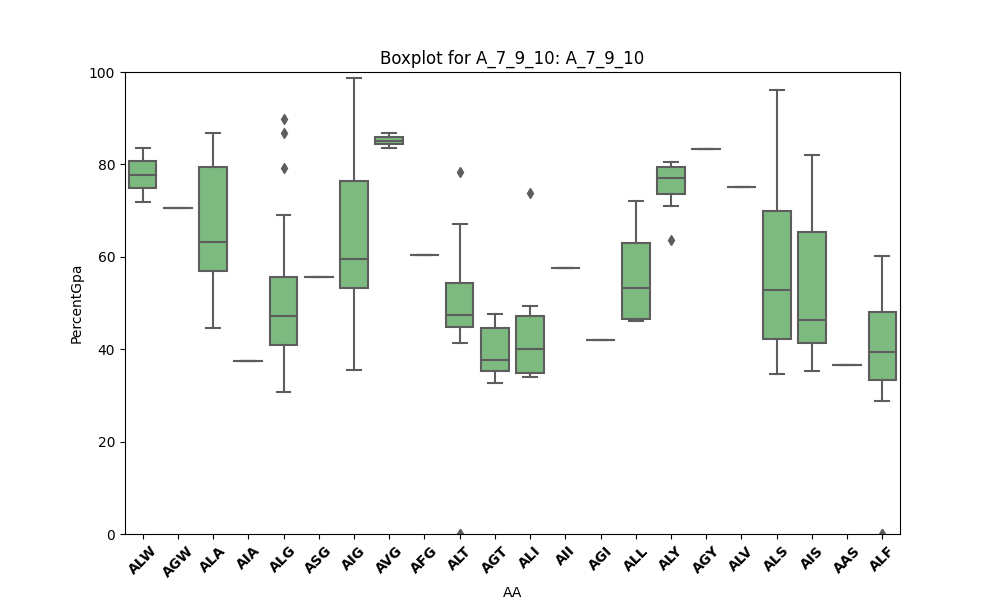 Boxplot for A_7_9_10: A_7_9_10
PercentGpa
100
80
60
40
20
0
ALW AGW ALA AIA ALG ASG AIG AVG AFG ALT AGT ALI AII AGI ALL ALY AGY ALV ALS AIS AAS ALF
AA